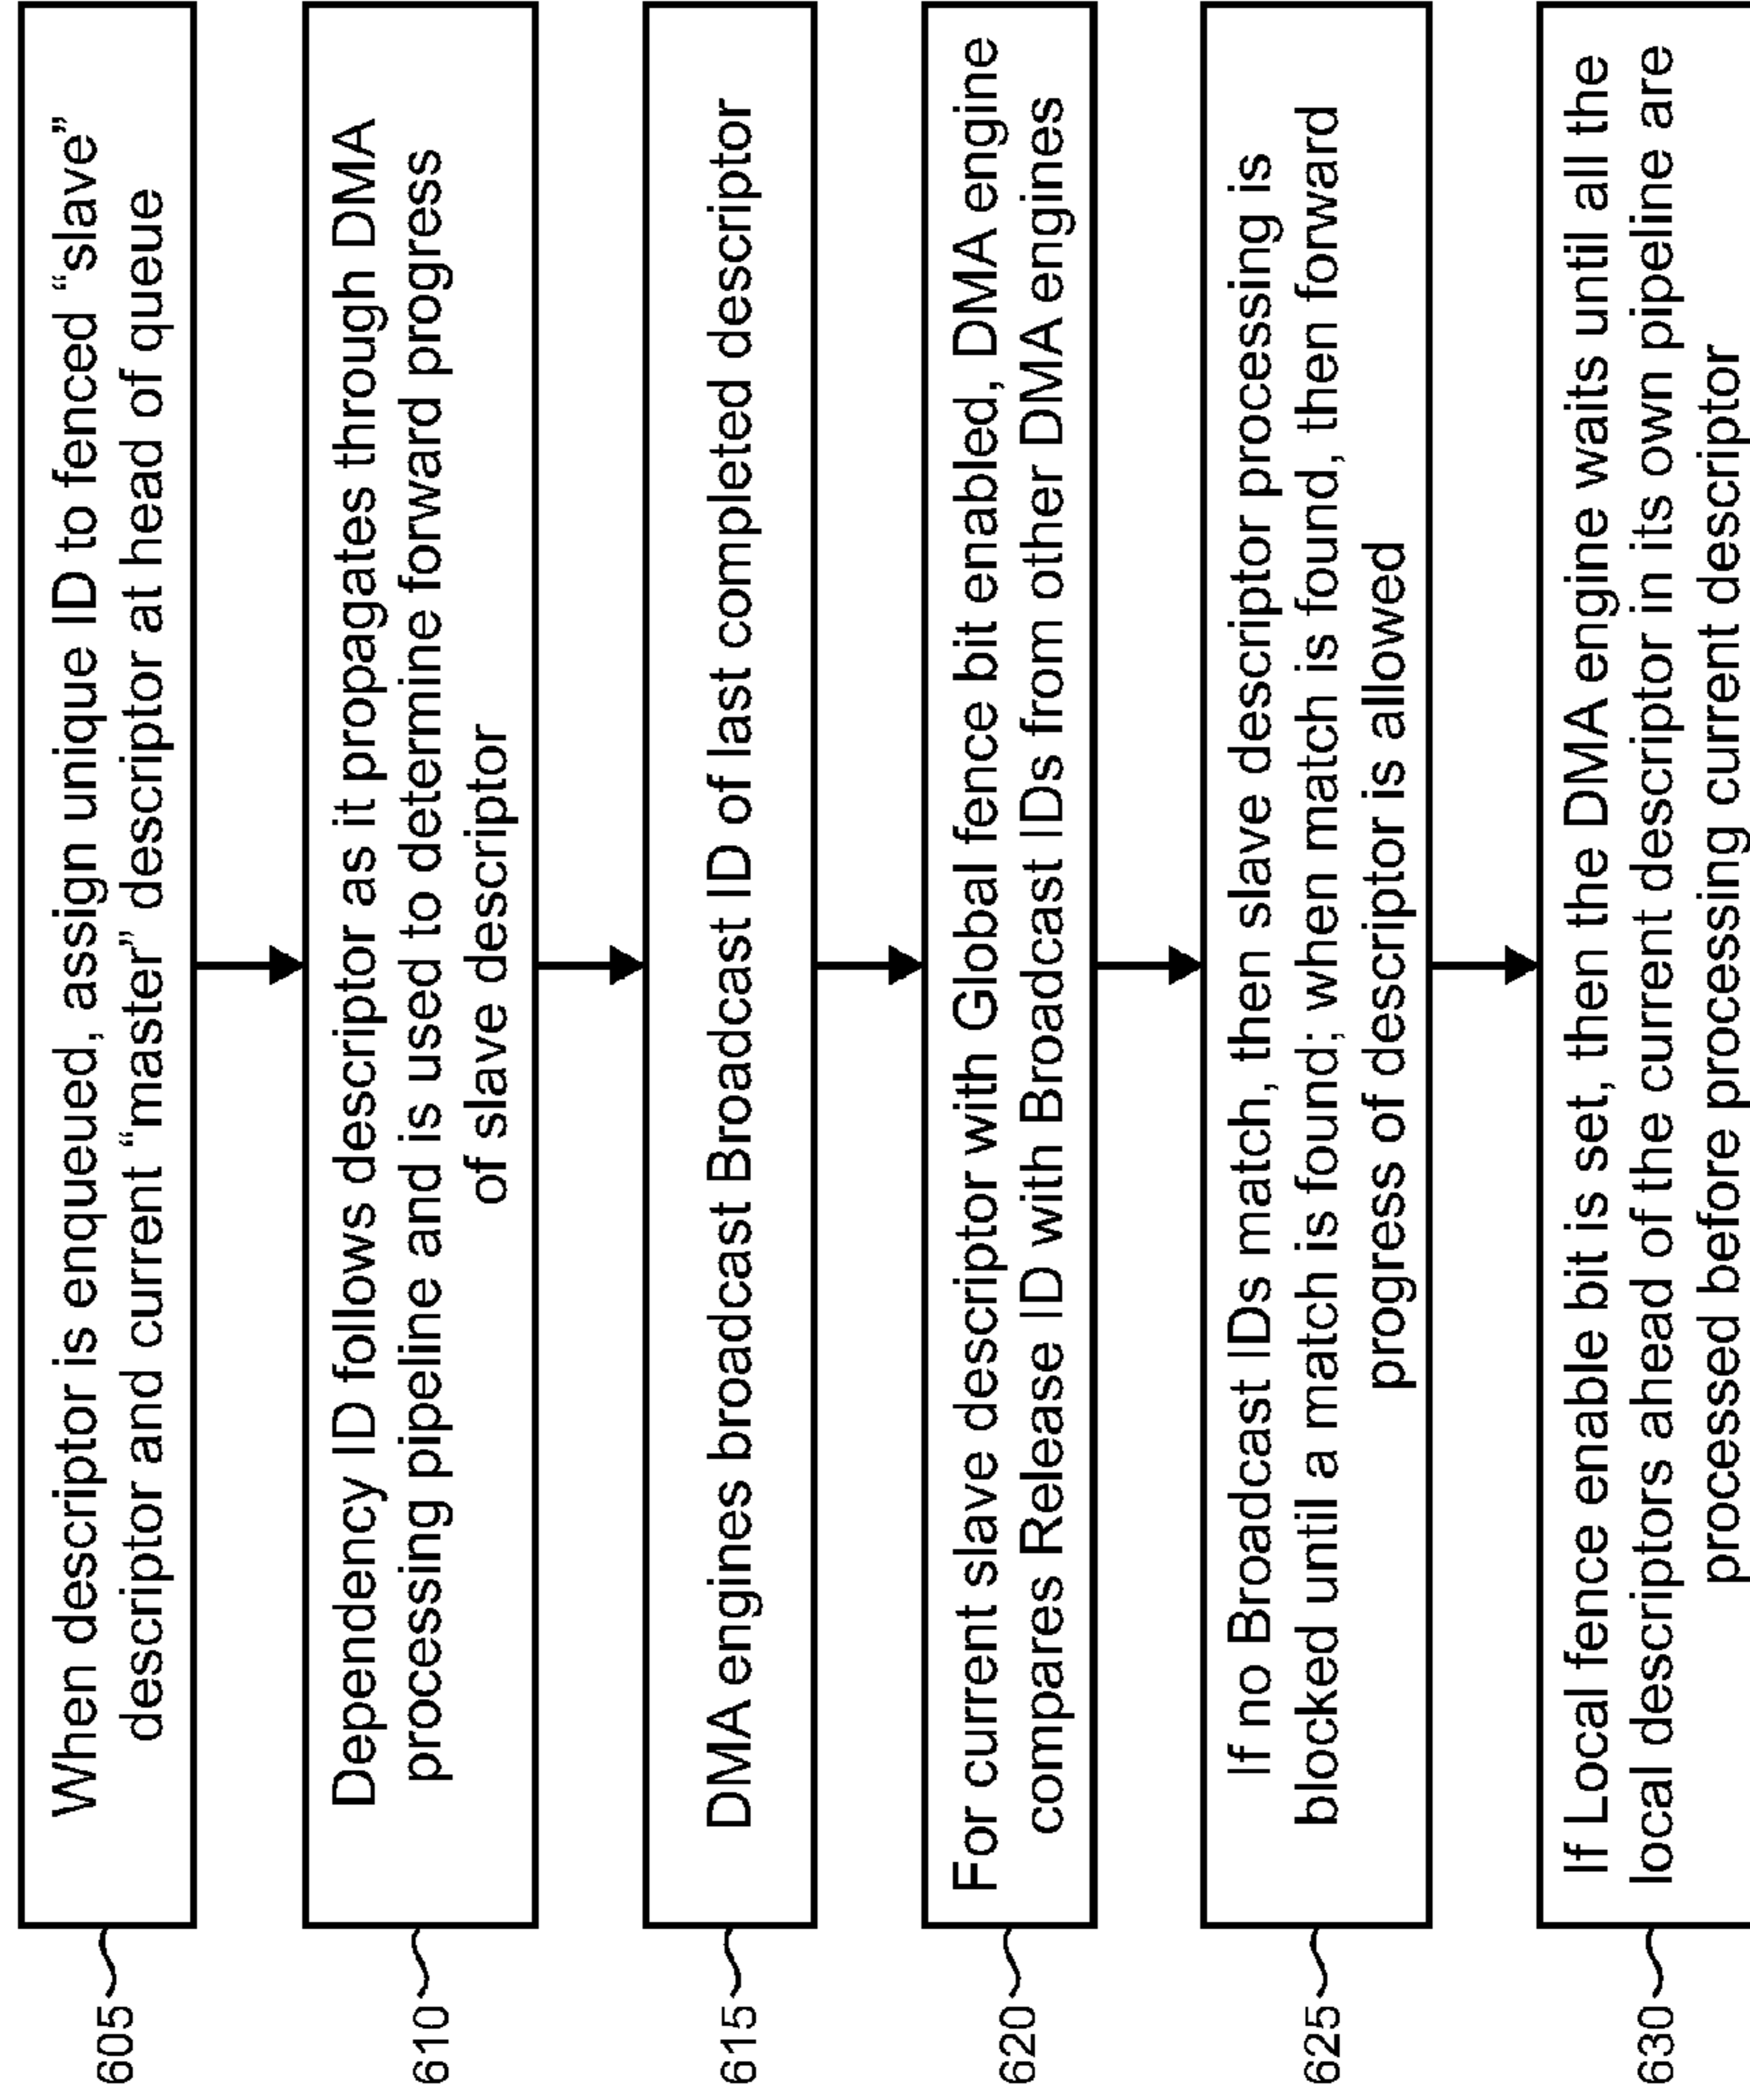 605
When descriptor is enqueued, assign unique ID to fenced “slave”
descriptor and current “master” descriptor at head of queue
610
Dependency ID follows descriptor as it propagates through DMA
processing pipeline and is used to determine forward progress
of slave descriptor
615
DMA engines broadcast Broadcast ID of last completed descriptor
620
For current slave descriptor with Global fence bit enabled, DMA engine
compares Release ID with Broadcast IDs from other DMA engines
625
If no Broadcast IDs match, then slave descriptor processing is
blocked until a match is found; when match is found, then forward
progress of descriptor is allowed
630
If Local fence enable bit is set, then the DMA engine waits until all the
local descriptors ahead of the current descriptor in its own pipeline are
processed before processing current descriptor